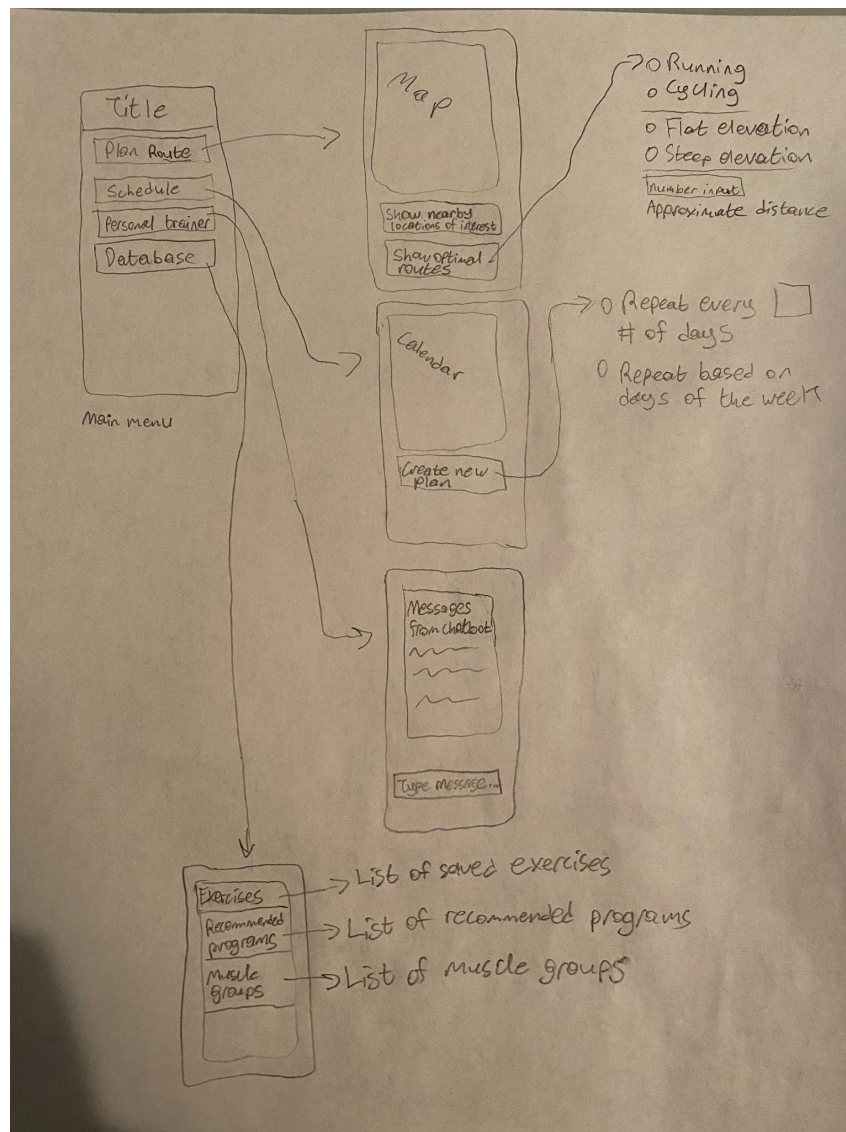 Title
Plan Route
Schedule
Personal trainer
Database
Main menu
Map
Show nearby
locations of interest
Show optimal
routes
Running
Cycling
Flat elevation
Steep elevation
number input
Approximate distance
Calendar
Create new
plan
Repeat every
# of days
Repeat based on
days of the week
Messages
from chatbot
Type message...
Exercises
Recommended
programs
Muscle
groups
List of saved exercises
List of recommended programs
List of muscle groups